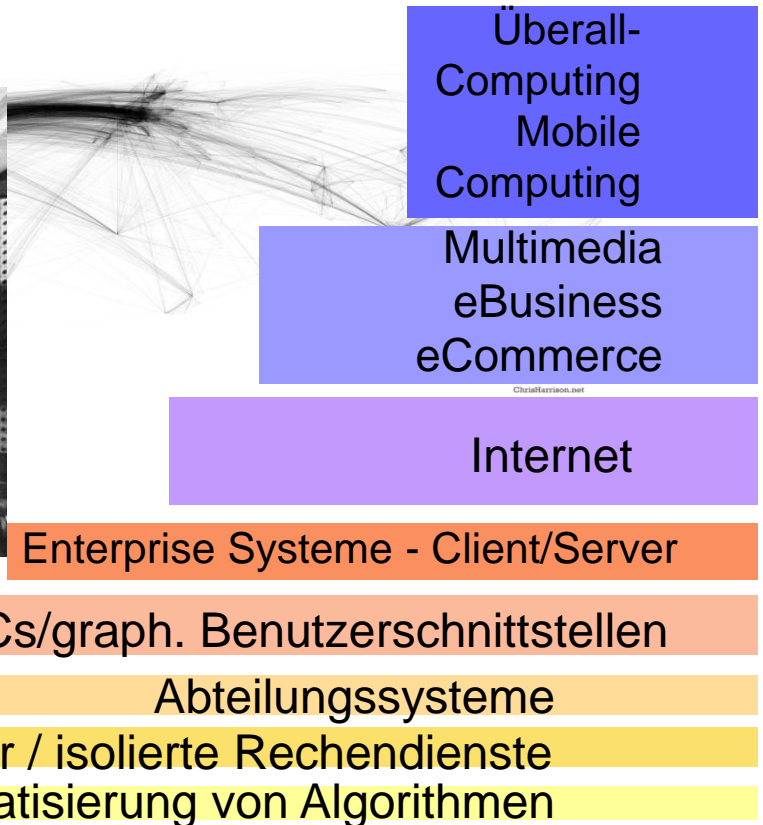 Überall-
Computing
Mobile
Computing
Multimedia
eBusiness
eCommerce
ChrisHarrison.net
Internet
Enterprise Systeme - Client/Server
Cs/graph. Benutzerschnittstellen
Abteilungssysteme
r / isolierte Rechendienste
atisierung von Algorithmen